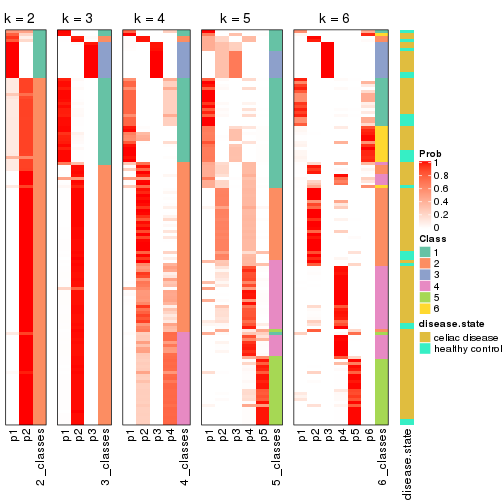 k = 2
k = 3
k = 4
k = 5
k = 6
Prob
1
0.8
0.6
0.4
0.2
0
Class
1
2
3
4
5
6
disease.state
celiac disease
healthy control
p1
p2
2_classes
p1
p2
p3
3_classes
p1
p2
p3
p4
4_classes
p1
p2
p3
p4
p5
5_classes
p1
p2
p3
p4
p5
p6
6_classes
disease.state